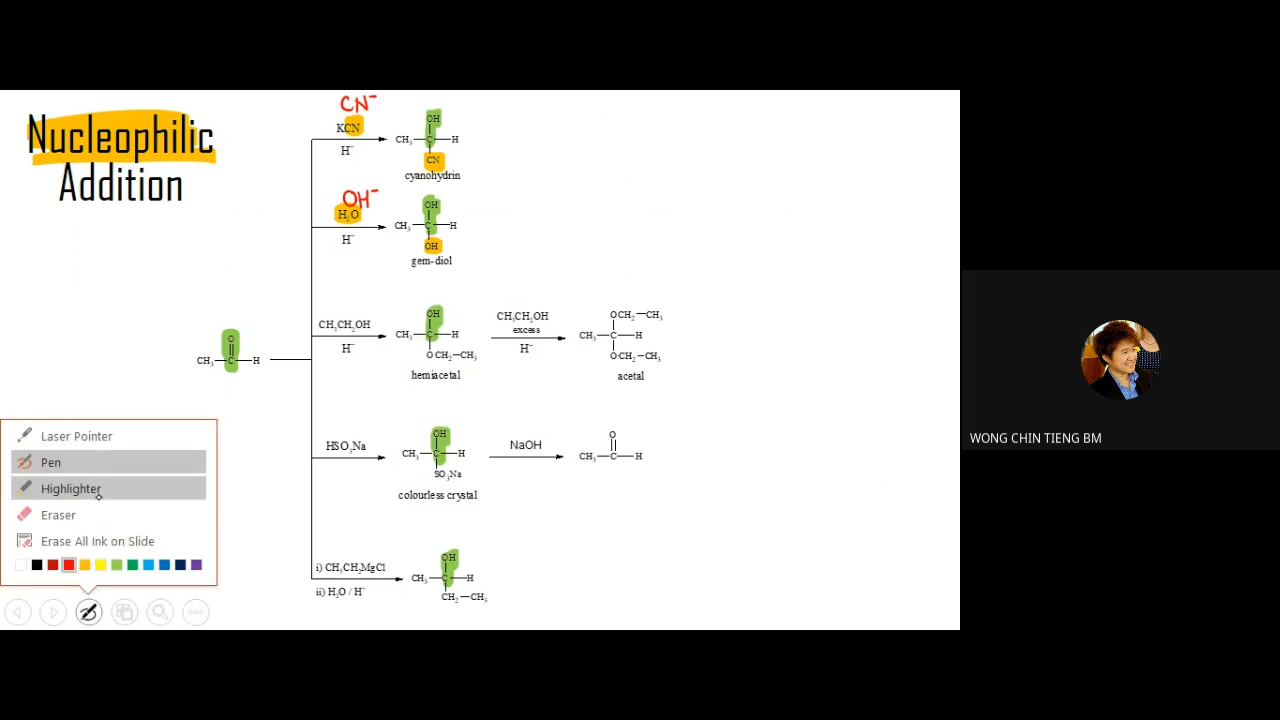 Nucleophilic
Addition
CN⁻
KCN
H⁺
OH
CH₃—C—H
CN
cyanohydrin
OH⁻
H₂O
H⁺
OH
CH₃—C—H
OH
gem-diol
CH₃CH₂OH
H⁺
OH
CH₃—C—H
OCH₂—CH₃
hemiacetal
CH₃CH₂OH
excess
H⁺
OCH₂—CH₃
CH₃—C—H
OCH₂—CH₃
acetal
O
CH₃—C—H
HSO₃Na
OH
CH₃—C—H
SO₃Na
colourless crystal
NaOH
O
CH₃—C—H
i) CH₃CH₂MgCl
ii) H₂O / H⁺
OH
CH₃—C—H
CH₂—CH₃
Laser Pointer
Pen
Highlighter
Eraser
Erase All Ink on Slide
WONG CHIN TIENG BM